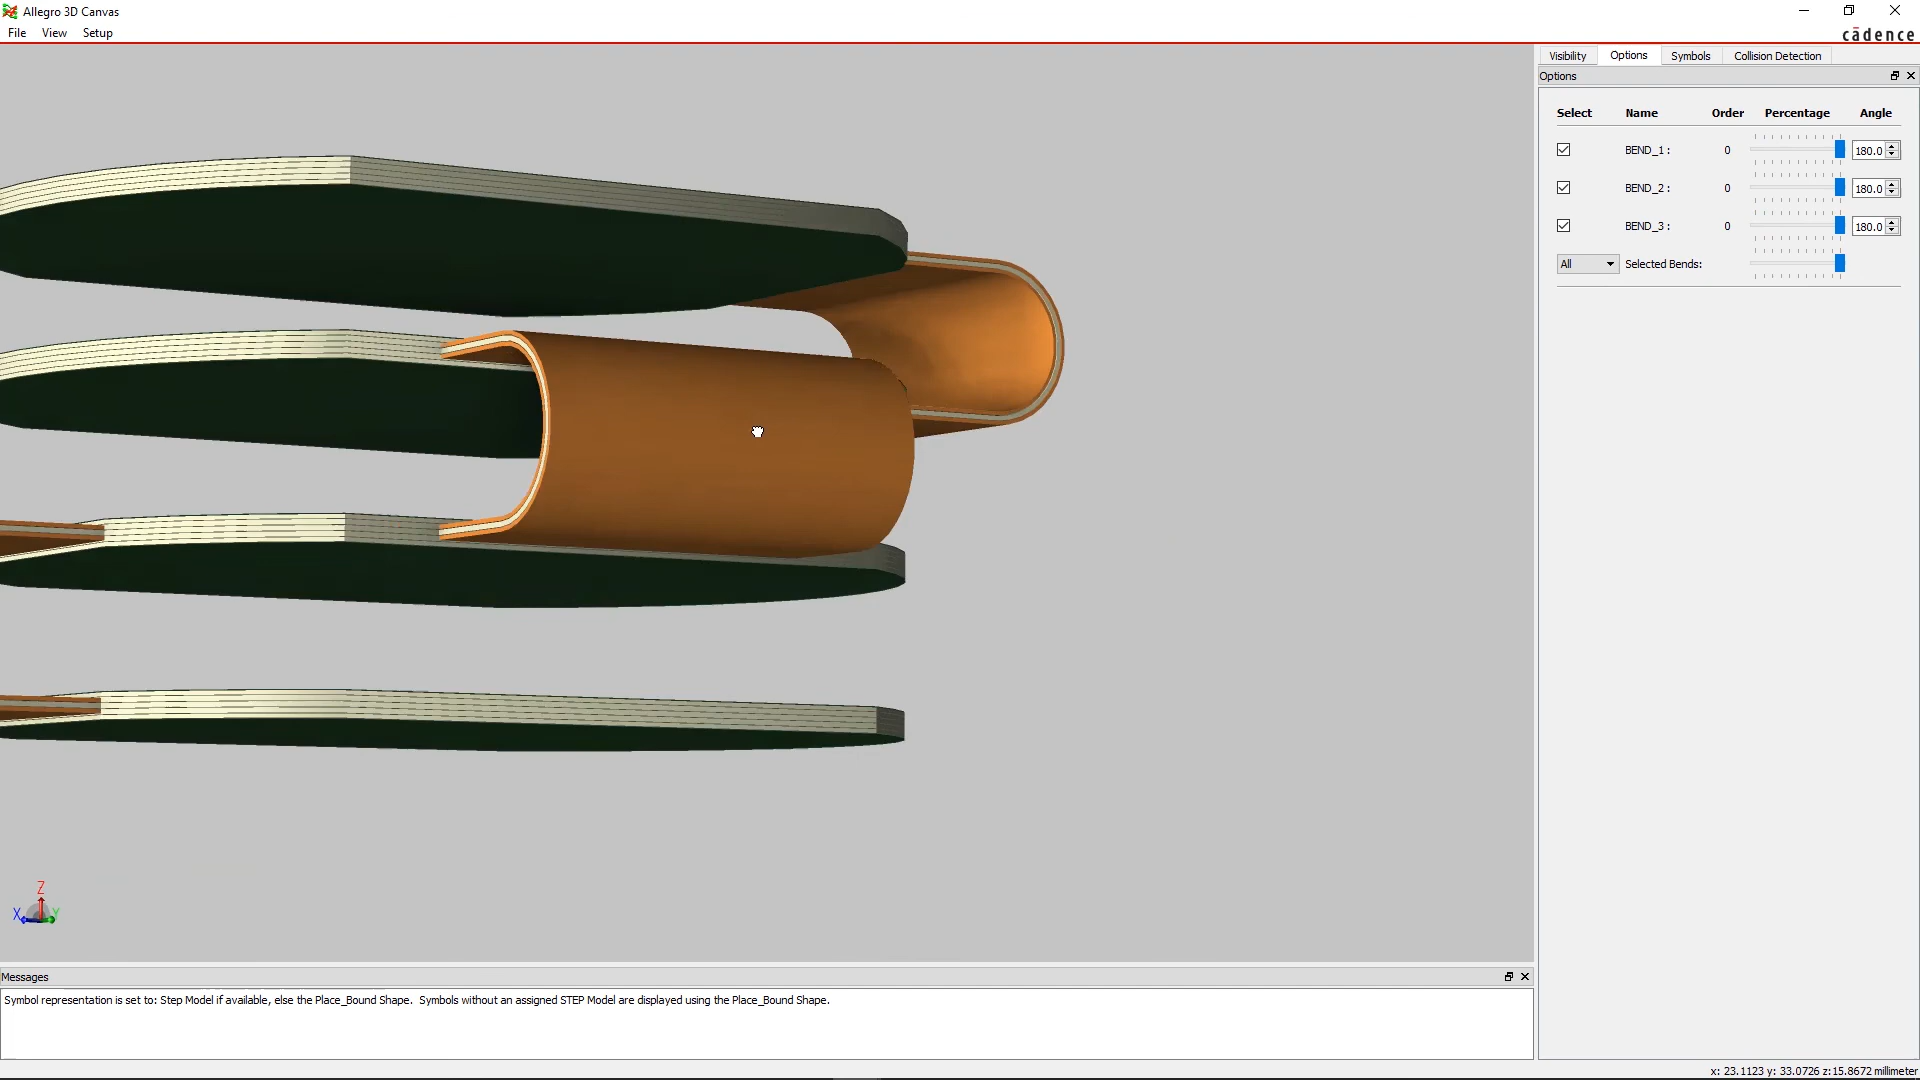 Allegro 3D Canvas
File View Setup
cādence
Visibility Options Symbols Collision Detection
Options
Select Name Order Percentage Angle
BEND_1 : 0 180.0
BEND_2 : 0 180.0
BEND_3 : 0 180.0
All Selected Bends:
Z
X Y
Messages
Symbol representation is set to: Step Model if available, else the Place_Bound Shape. Symbols without an assigned STEP Model are displayed using the Place_Bound Shape.
x: 23.1123 y: 33.0726 z:15.8672 millimeter